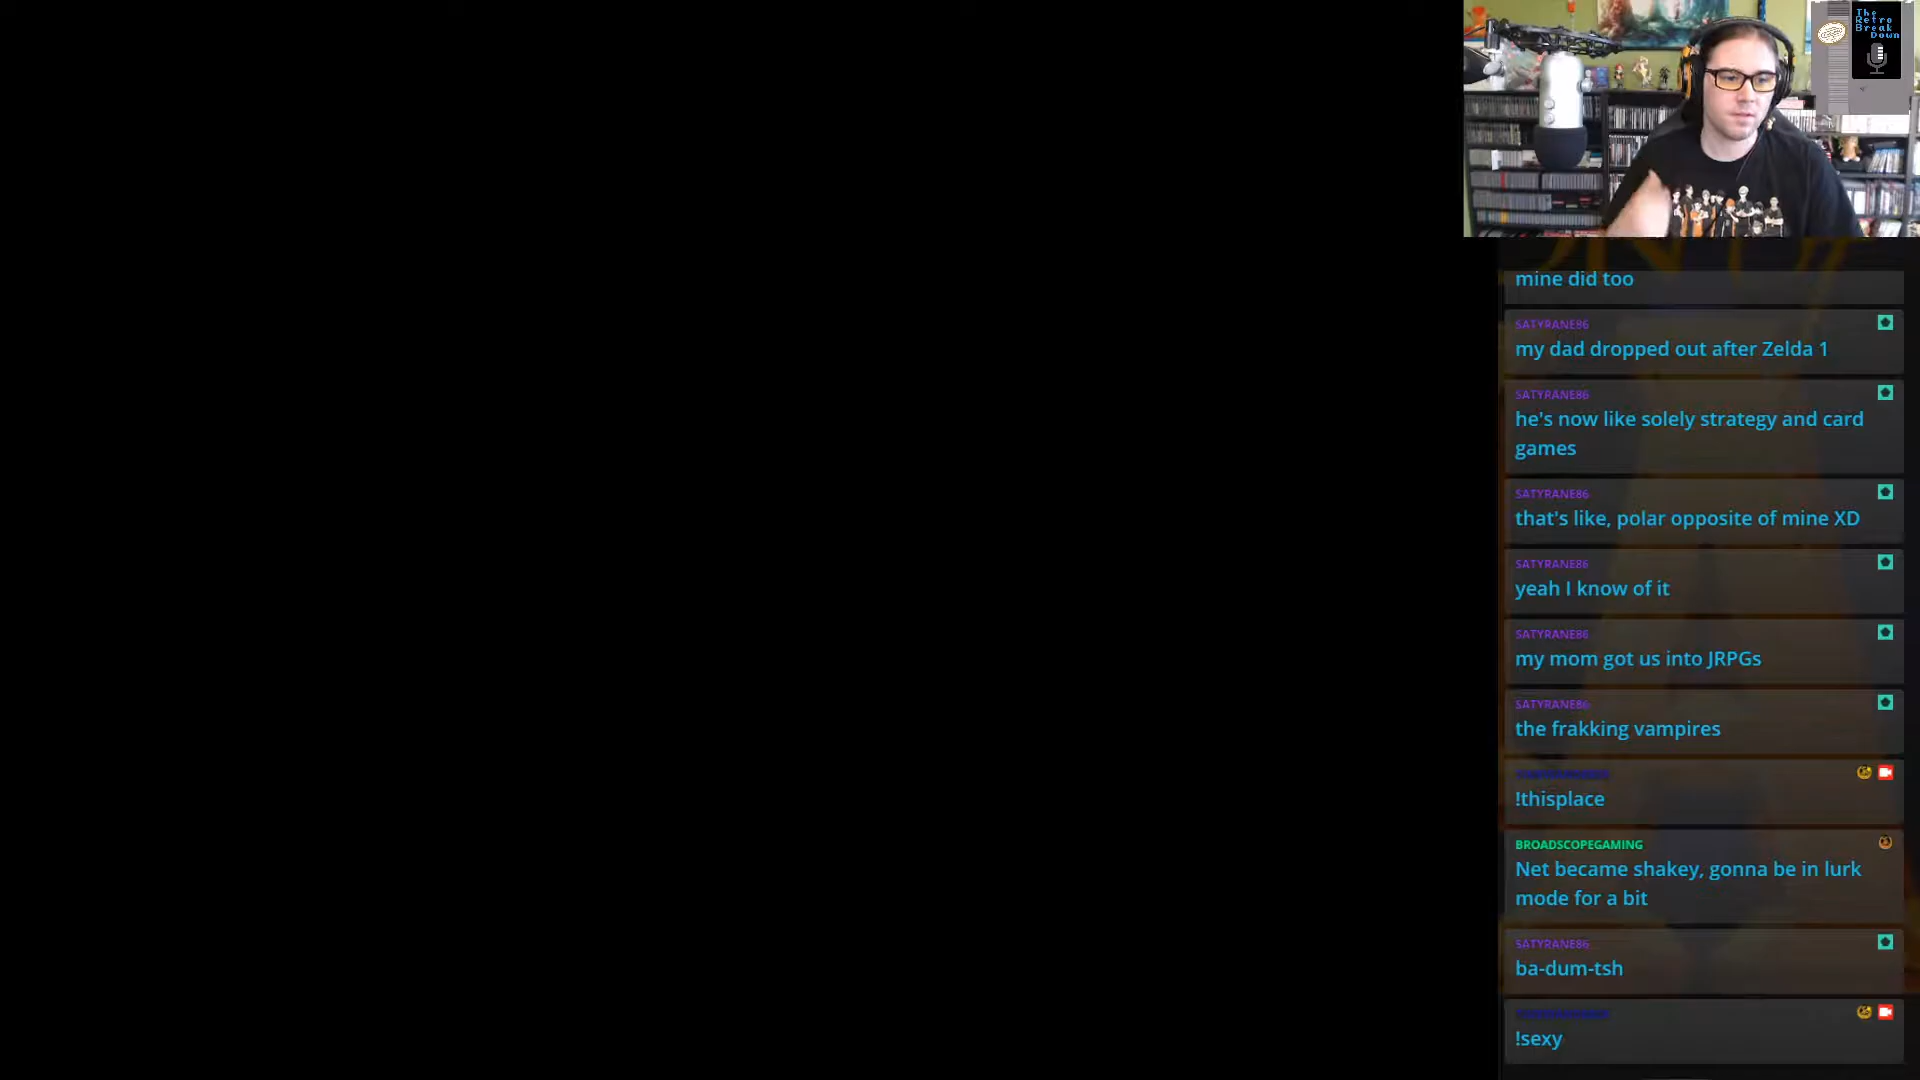 The
Retro
Break
Down
mine did too
SATYRANE86
my dad dropped out after Zelda 1
SATYRANE86
he's now like solely strategy and card
games
SATYRANE86
that's like, polar opposite of mine XD
SATYRANE86
yeah I know of it
SATYRANE86
my mom got us into JRPGs
SATYRANE86
the frakking vampires
!thisplace
BROADSCOPEGAMING
Net became shakey, gonna be in lurk
mode for a bit
SATYRANE86
ba-dum-tsh
!sexy